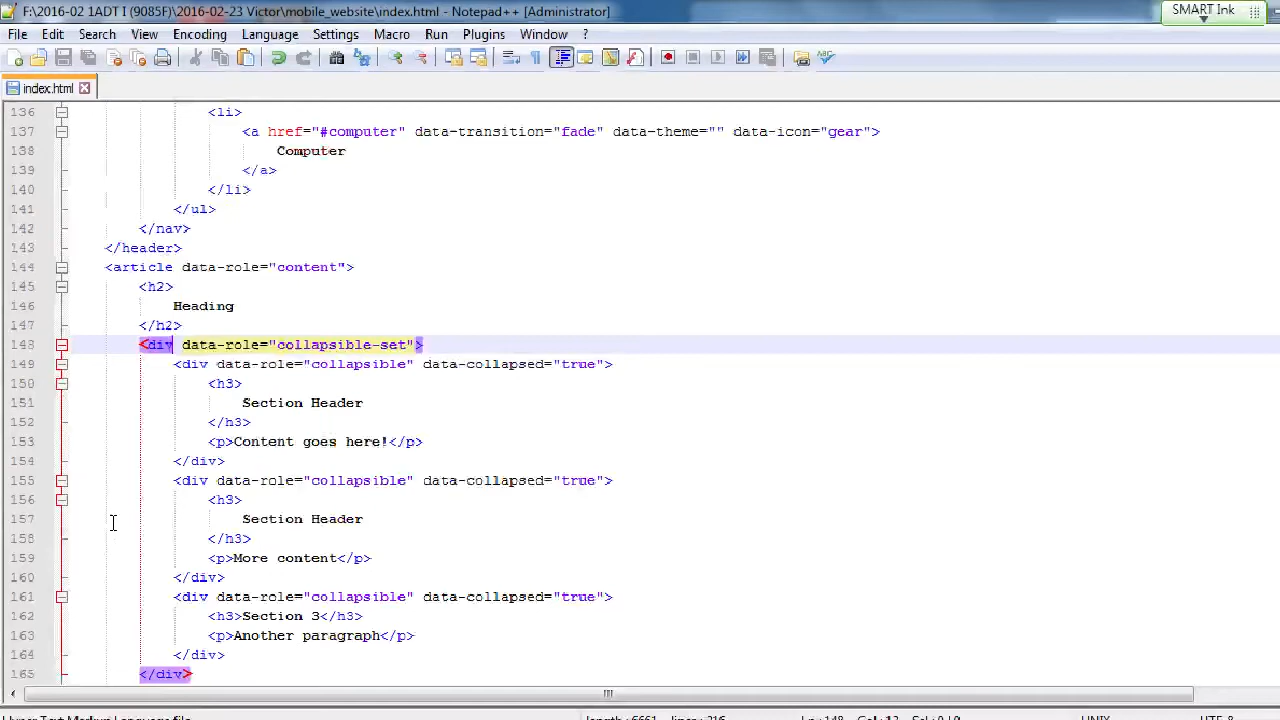 F:\2016-02 1ADT I (9085F)\2016-02-23 Victor\mobile_website\index.html - Notepad++ [Administrator]
SMART Ink
File Edit Search View Encoding Language Settings Macro Run Plugins Window ?
index.html
136 <li>
137 <a href="#computer" data-transition="fade" data-theme="" data-icon="gear">
138 Computer
139 </a>
140 </li>
141 </ul>
142 </nav>
143 </header>
144 <article data-role="content">
145 <h2>
146 Heading
147 </h2>
148 <div data-role="collapsible-set">
149 <div data-role="collapsible" data-collapsed="true">
150 <h3>
151 Section Header
152 </h3>
153 <p>Content goes here!</p>
154 </div>
155 <div data-role="collapsible" data-collapsed="true">
156 <h3>
157 Section Header
158 </h3>
159 <p>More content</p>
160 </div>
161 <div data-role="collapsible" data-collapsed="true">
162 <h3>Section 3</h3>
163 <p>Another paragraph</p>
164 </div>
165 </div>